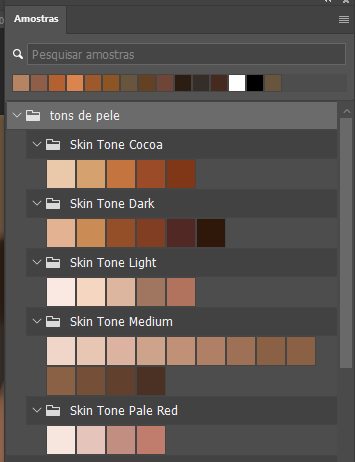 Amostras
Pesquisar amostras
tons de pele
Skin Tone Cocoa
Skin Tone Dark
Skin Tone Light
Skin Tone Medium
Skin Tone Pale Red